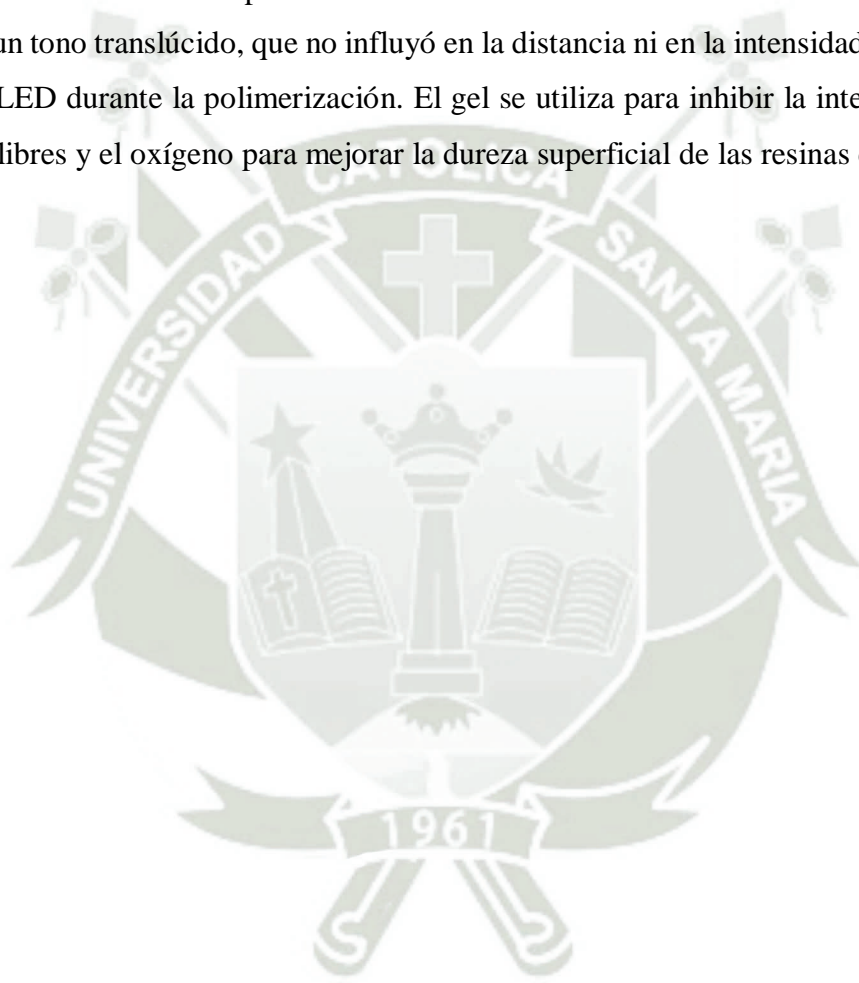 un tono translúcido, que no influyó en la distancia ni en la intensidad
LED durante la polimerización. El gel se utiliza para inhibir la inte
libres y el oxígeno para mejorar la dureza superficial de las resinas
UNIVERSIDAD CATOLICA SANTA MARIA
1961